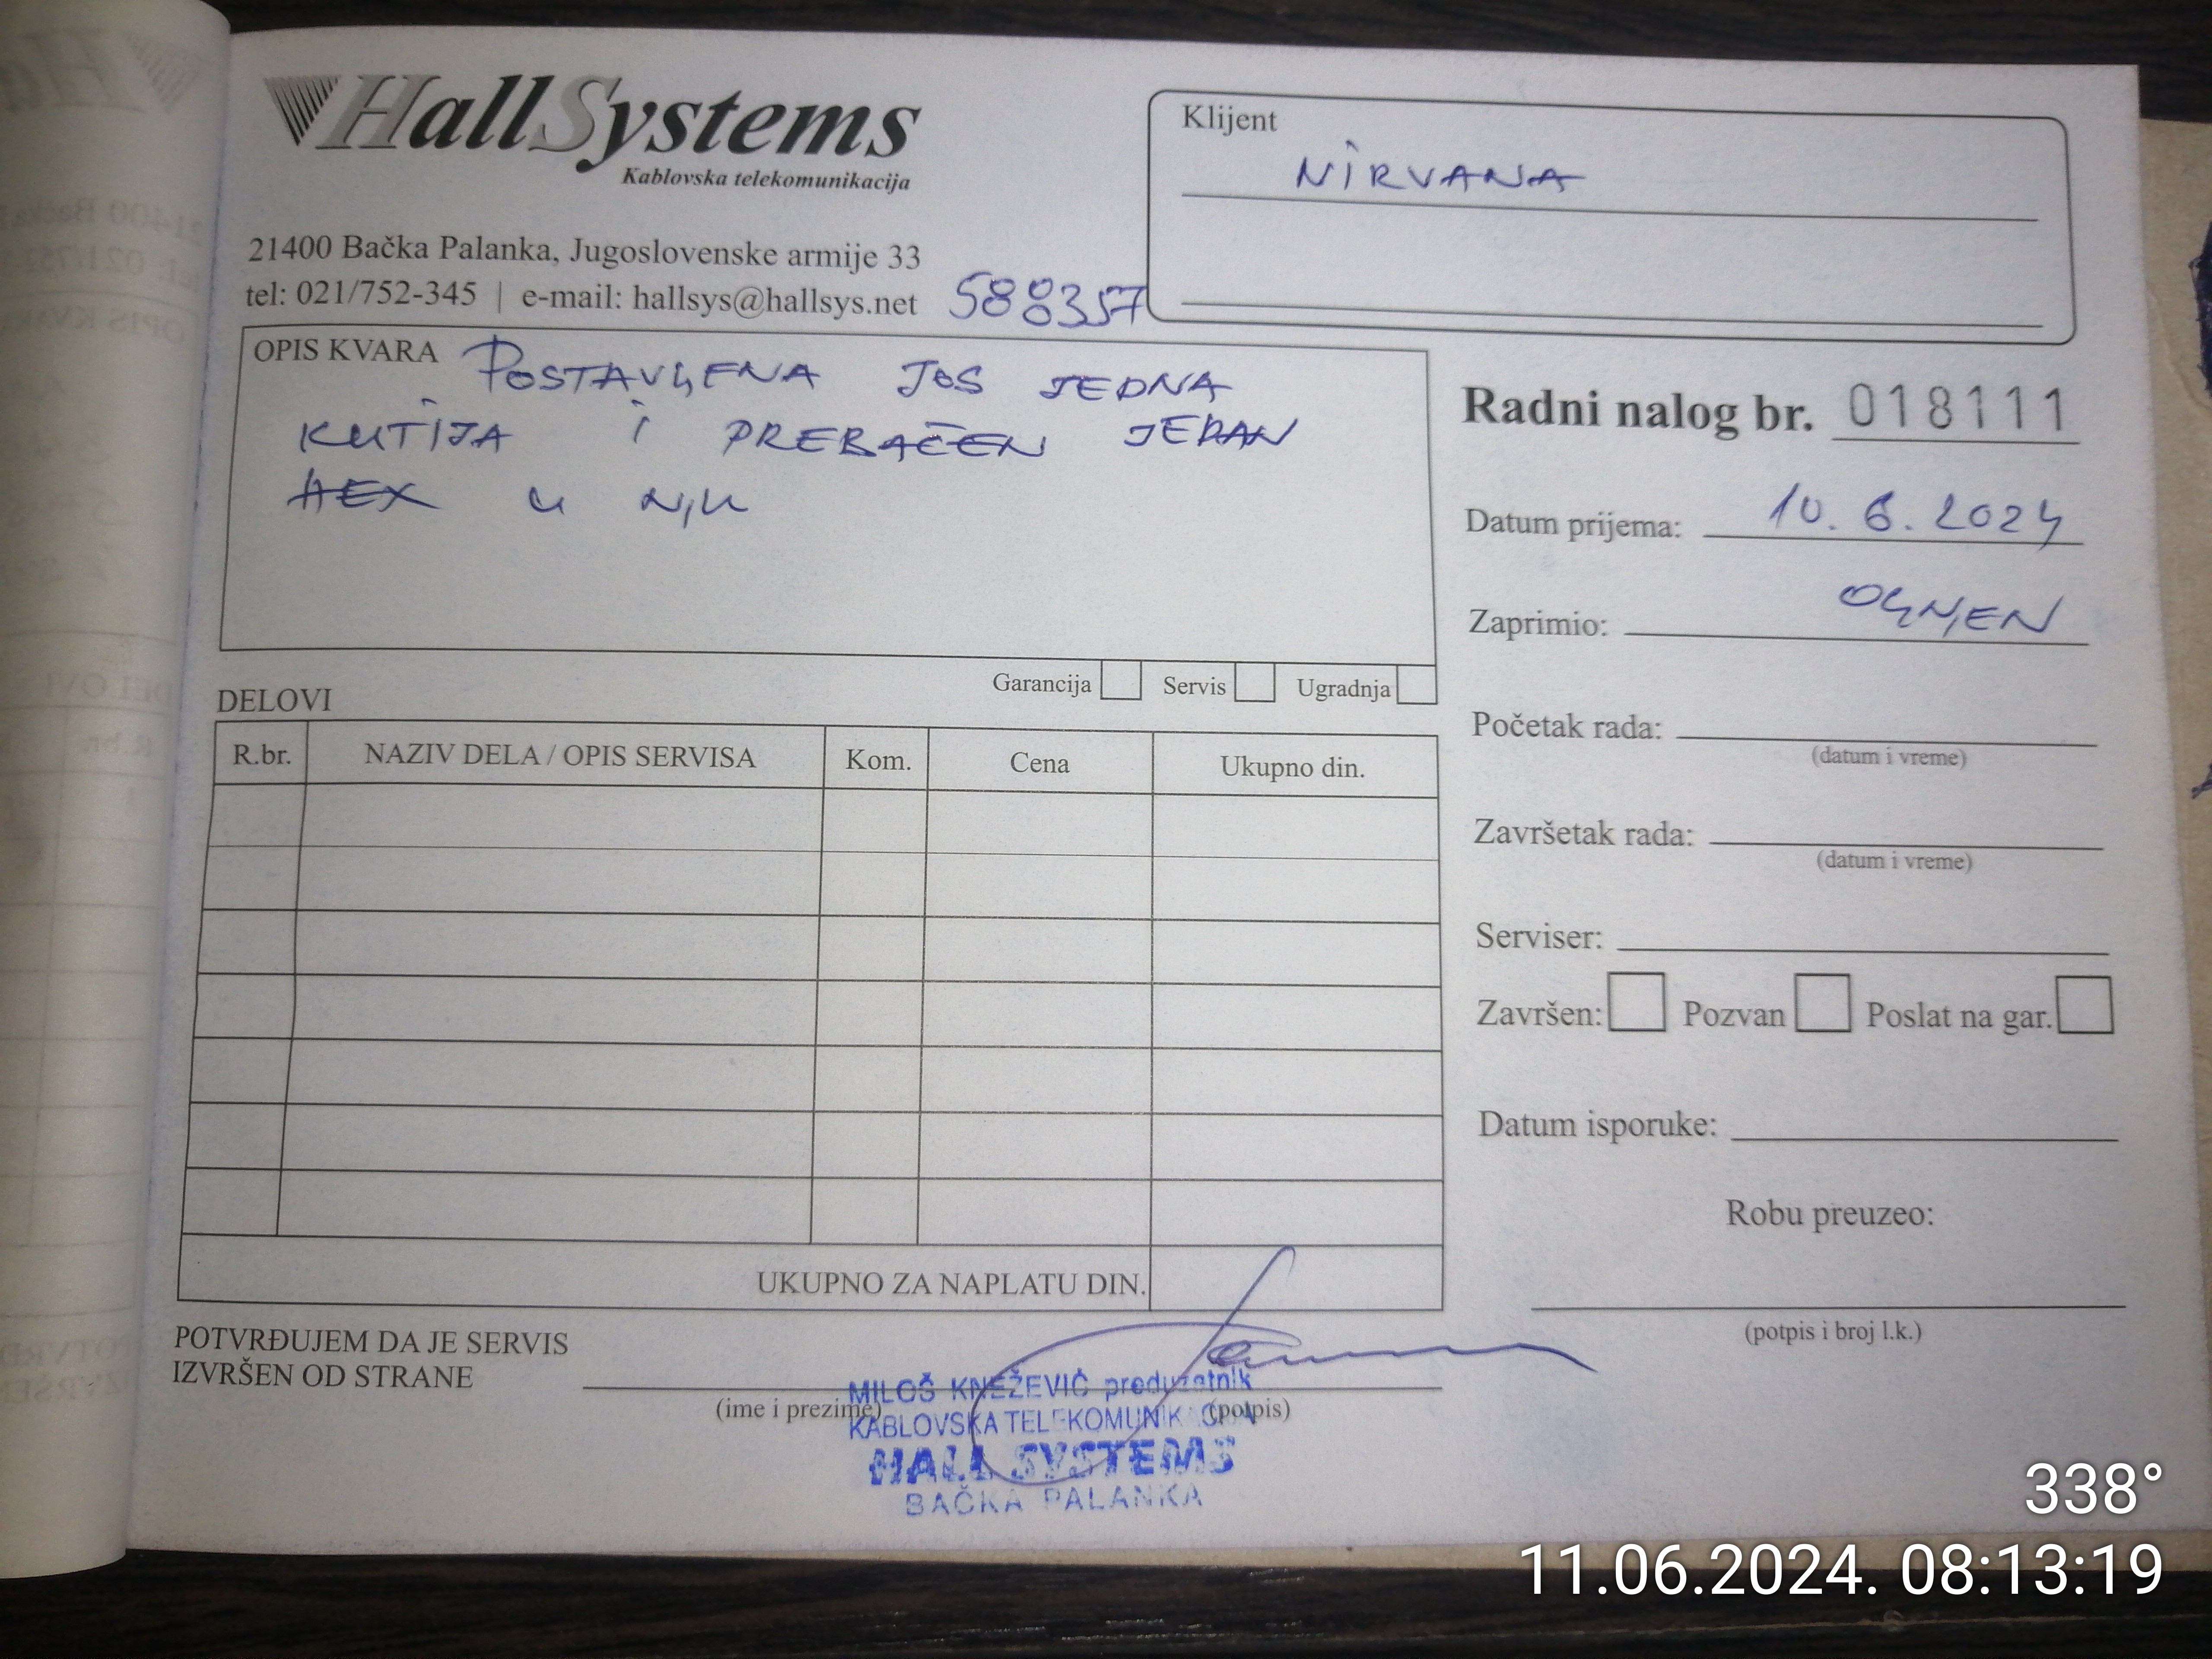 HallSystems
Kablovska telekomunikacija
21400 Bačka Palanka, Jugoslovenske armije 33
tel: 021/752-345 | e-mail: hallsys@hallsys.net
588357
Klijent
NIRVANA
OPIS KVARA
POSTAVLJENA JOS JEDNA
KUTIJA I PREBAČEN JEDAN
HEX U NJU
Garancija Servis Ugradnja
Radni nalog br. 018111
Datum prijema: 10.6.2024
Zaprimio: OGNJEN
Početak rada:
(datum i vreme)
Završetak rada:
(datum i vreme)
Serviser:
Završen: Pozvan Poslat na gar.
Datum isporuke:
Robu preuzeo:
(potpis i broj l.k.)
DELOVI
R.br. NAZIV DELA / OPIS SERVISA Kom. Cena Ukupno din.
UKUPNO ZA NAPLATU DIN.
POTVRĐUJEM DA JE SERVIS
IZVRŠEN OD STRANE
(ime i prezime) (potpis)
MILOŠ KNEŽEVIĆ preduzetnik
KABLOVSKA TELEKOMUNIKACIJA
HALL SYSTEMS
BAČKA PALANKA
338°
11.06.2024. 08:13:19